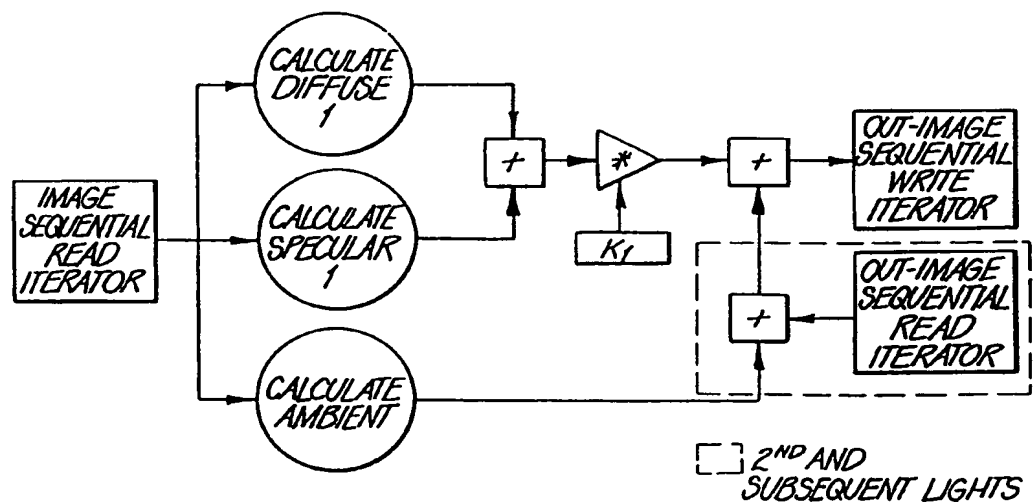 IMAGE
SEQUENTIAL
READ
ITERATOR
CALCULATE
DIFFUSE
1
CALCULATE
SPECULAR
1
CALCULATE
AMBIENT
+
*
K1
+
+
OUT-IMAGE
SEQUENTIAL
WRITE
ITERATOR
OUT-IMAGE
SEQUENTIAL
READ
ITERATOR
2ND AND
SUBSEQUENT LIGHTS